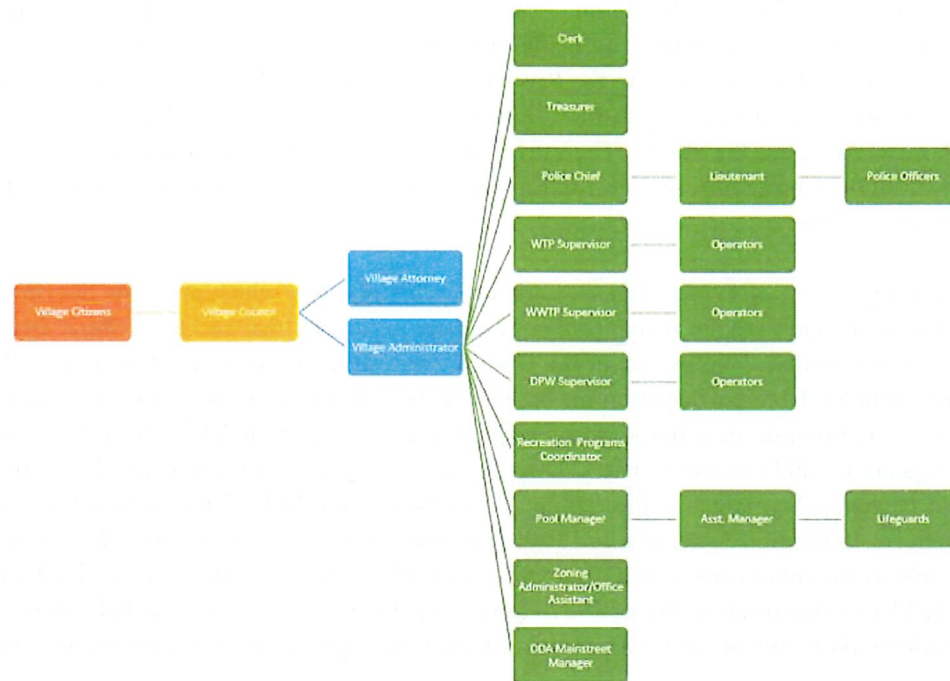 Clerk
Treasurer
Police Chief
Lieutenant
Police Officers
WTP Supervisor
Operators
Village Attorney
Village Citizens
Village Council
WWTP Supervisor
Operators
Village Administrator
DPW Supervisor
Operators
Recreation Programs
Coordinator
Pool Manager
Asst. Manager
Lifeguards
Zoning
Administrator/Office
Assistant
DDA Mainstreet
Manager